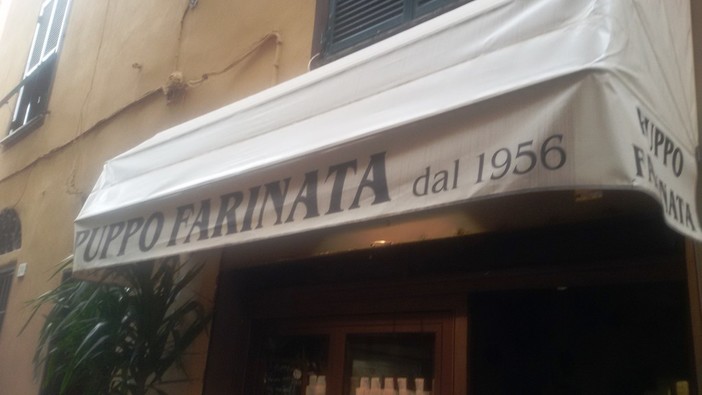 PUPPO FARINATA dal 1956
PUPPO
FARINATA